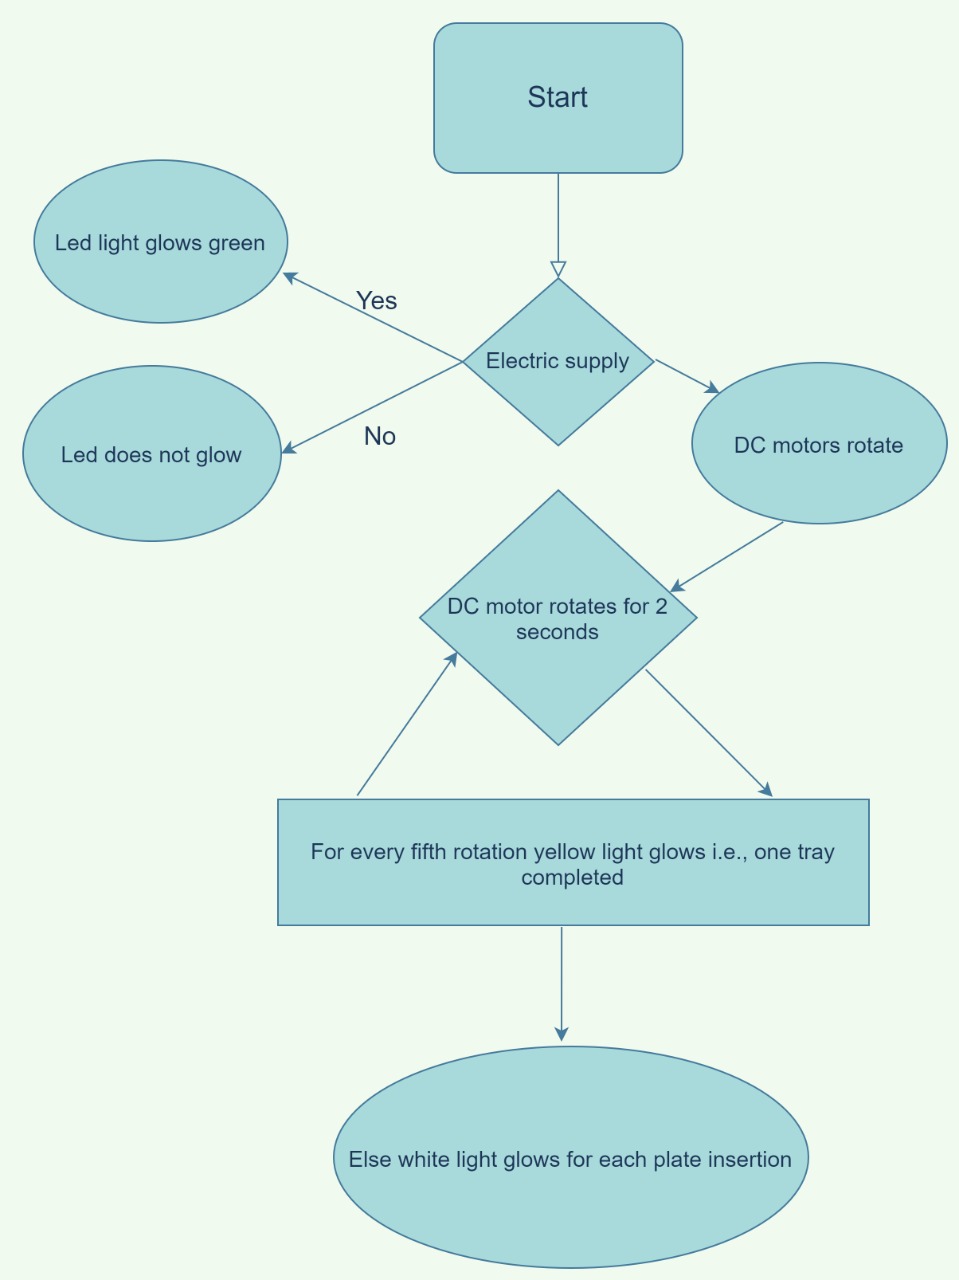 Start
Led light glows green
Yes
Electric supply
No
Led does not glow
DC motors rotate
DC motor rotates for 2
seconds
For every fifth rotation yellow light glows i.e., one tray
completed
Else white light glows for each plate insertion